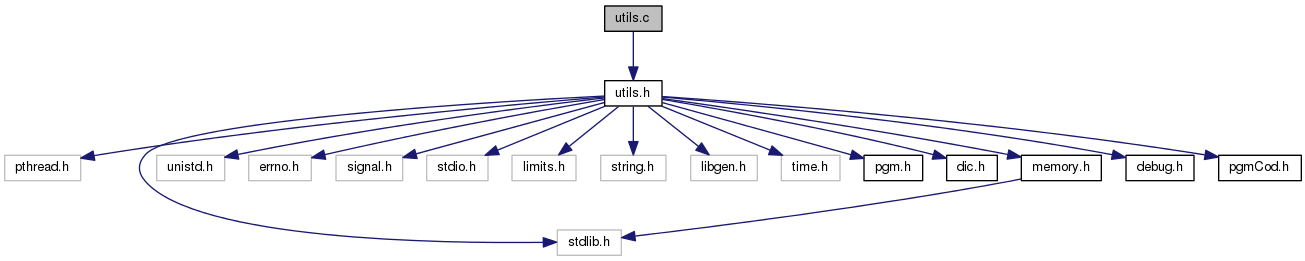 utils.c
utils.h
pthread.h
unistd.h
errno.h
signal.h
stdio.h
limits.h
string.h
libgen.h
time.h
pgm.h
dic.h
memory.h
debug.h
pgmCod.h
stdlib.h